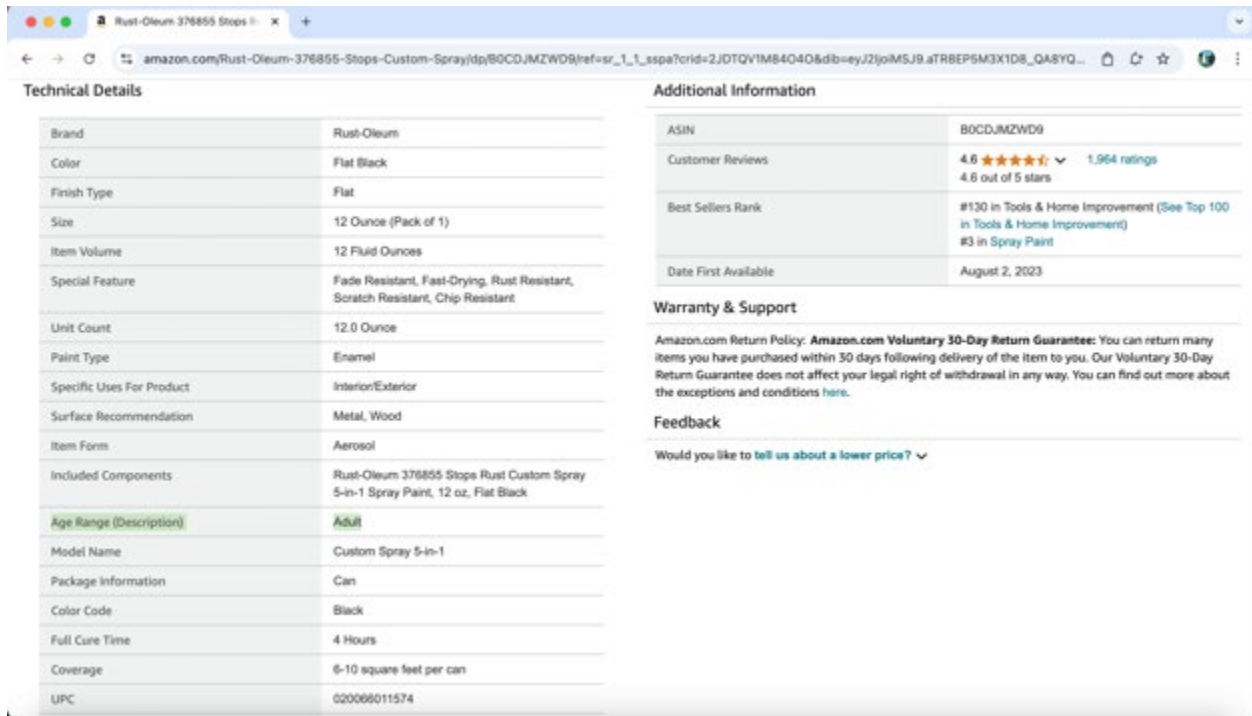 Rust-Oleum 376855 Stops R
amazon.com/Rust-Oleum-376855-Stops-Custom-Spray/dp/B0CDJMZWD9/ref=sr_1_1_sspa?
Technical Details
Brand Rust-Oleum
Color Flat Black
Finish Type Flat
Size 12 Ounce (Pack of 1)
Item Volume 12 Fluid Ounces
Special Feature Fade Resistant, Fast-Drying, Rust Resistant,
Scratch Resistant, Chip Resistant
Unit Count 12.0 Ounce
Paint Type Enamel
Specific Uses For Product Interior/Exterior
Surface Recommendation Metal, Wood
Item Form Aerosol
Included Components Rust-Oleum 376855 Stops Rust Custom Spray
5-in-1 Spray Paint, 12 oz, Flat Black
Age Range (Description) Adult
Model Name Custom Spray 5-in-1
Package Information Can
Color Code Black
Full Cure Time 4 Hours
Coverage 6-10 square feet per can
UPC 020066011574
Additional Information
ASIN B0CDJMZWD9
Customer Reviews 4.6 1,964 ratings
4.6 out of 5 stars
Best Sellers Rank #130 in Tools & Home Improvement (See Top 100
in Tools & Home Improvement)
#3 in Spray Paint
Date First Available August 2, 2023
Warranty & Support
Amazon.com Return Policy: Amazon.com Voluntary 30-Day Return Guarantee: You can return many
items you have purchased within 30 days following delivery of the item to you. Our Voluntary 30-Day
Return Guarantee does not affect your legal right of withdrawal in any way. You can find out more about
the exceptions and conditions here.
Feedback
Would you like to tell us about a lower price?